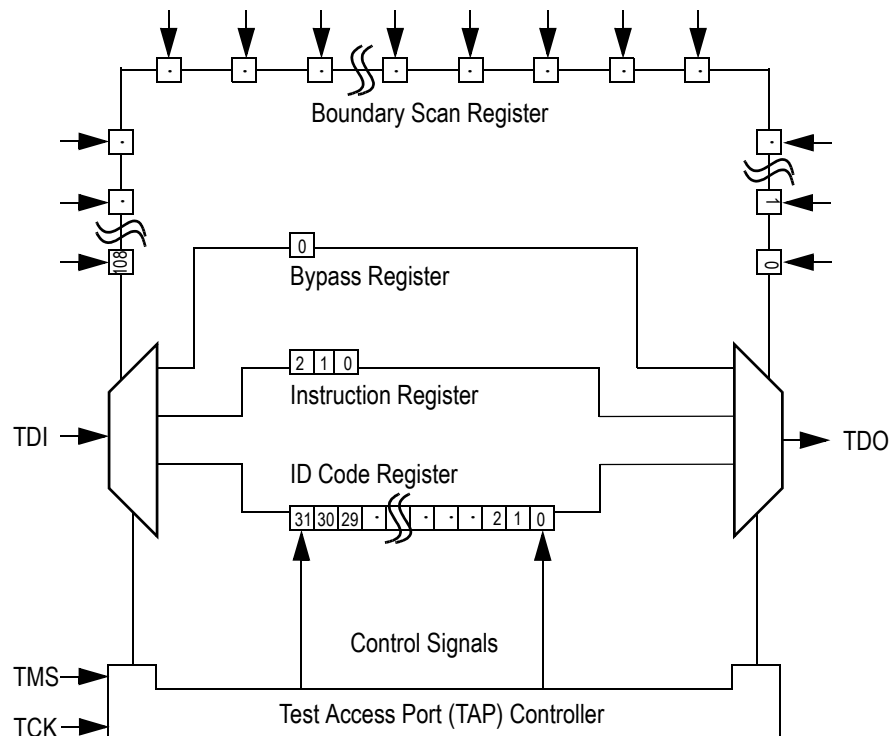 · · · · · · · ·
Boundary Scan Register
· ·
· 1
108 0
0
Bypass Register
2 1 0
Instruction Register
TDI
TDO
ID Code Register
31 30 29 · · · · · 2 1 0
Control Signals
TMS
Test Access Port (TAP) Controller
TCK